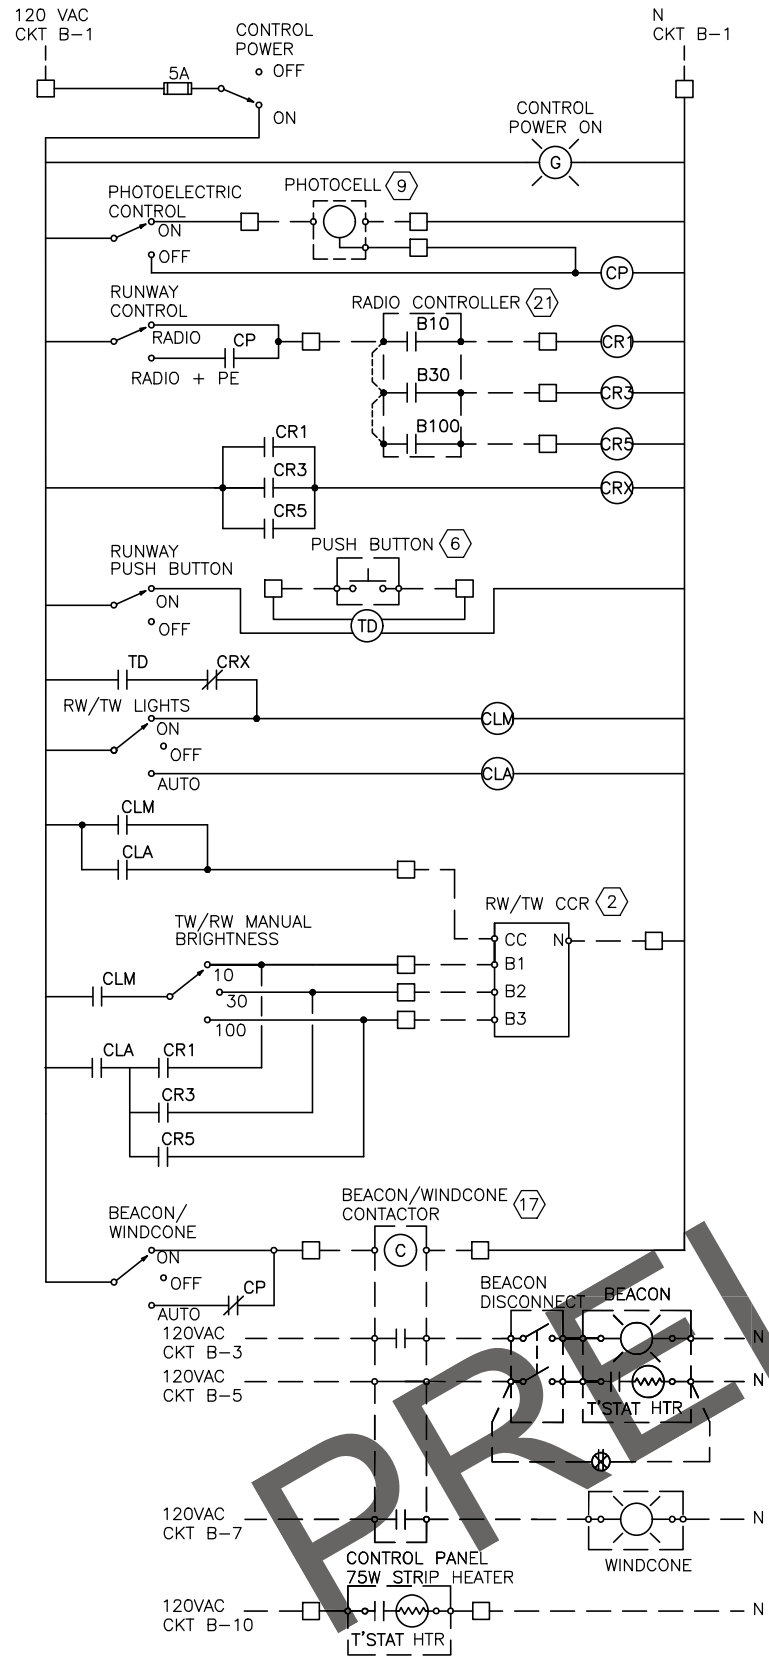 120 VAC
CKT B-1
N
CKT B-1
CONTROL
POWER
OFF
5A
ON
CONTROL
POWER ON
G
PHOTOELECTRIC
CONTROL
ON
OFF
PHOTOCELL 9
CP
RUNWAY
CONTROL
RADIO
CP
RADIO + PE
RADIO CONTROLLER 21
B10
CR1
B30
CR3
B100
CR5
CR1
CR3
CRX
CR5
RUNWAY
PUSH BUTTON
ON
OFF
PUSH BUTTON 6
TD
TD
CRX
RW/TW LIGHTS
ON
OFF
AUTO
CLM
CLA
CLM
CLA
RW/TW CCR 2
CC N
B1
B2
B3
TW/RW MANUAL
BRIGHTNESS
10
CLM
30
100
CLA
CR1
CR3
CR5
BEACON/
WINDCONE
ON
OFF
CP
AUTO
BEACON/WINDCONE
CONTACTOR
17
C
BEACON
DISCONNECT
BEACON
120VAC
CKT B-3
N
120VAC
CKT B-5
N
T'STAT HTR
120VAC
CKT B-7
N
WINDCONE
CONTROL PANEL
75W STRIP HEATER
120VAC
CKT B-10
N
T'STAT HTR
PREI